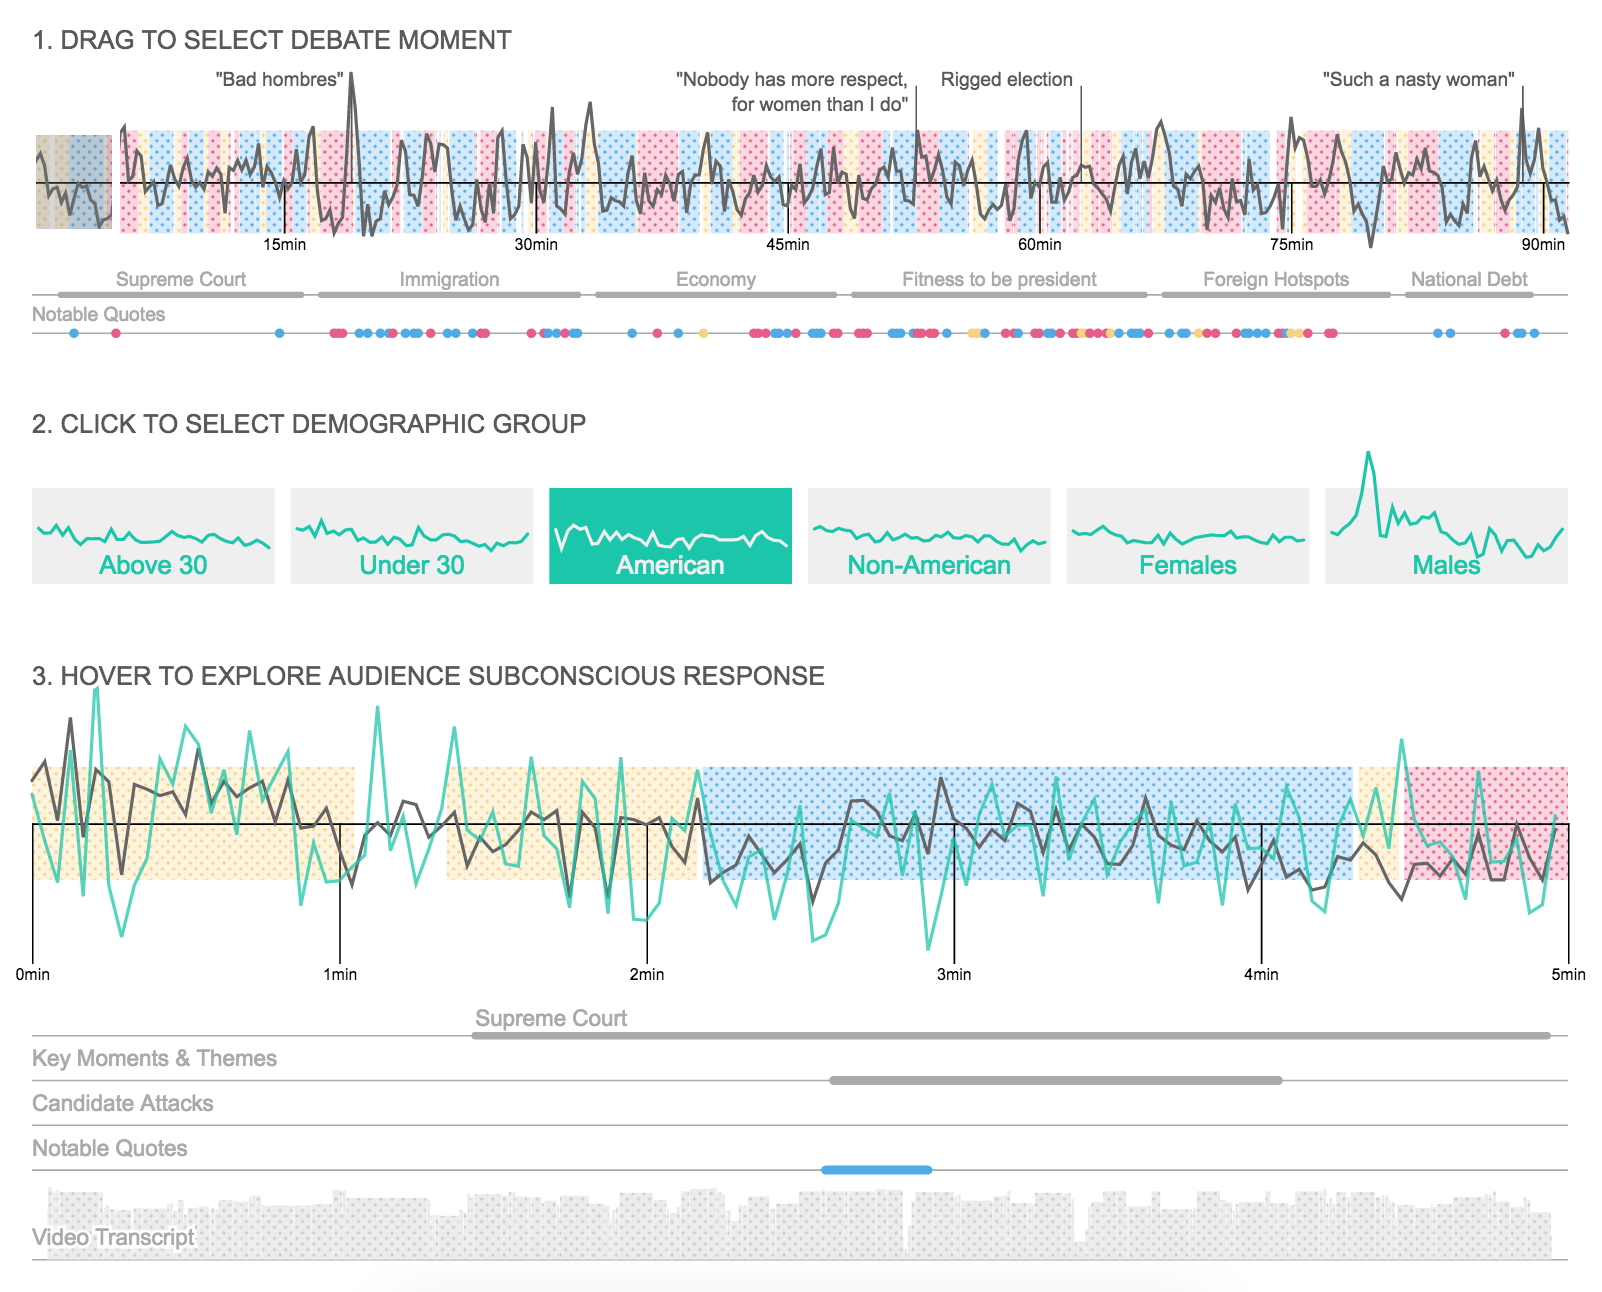 1. DRAG TO SELECT DEBATE MOMENT
"Bad hombres"
"Nobody has more respect,
for women than I do"
Rigged election
"Such a nasty woman"
15min
30min
45min
60min
75min
90min
Supreme Court
Immigration
Economy
Fitness to be president
Foreign Hotspots
National Debt
Notable Quotes
2. CLICK TO SELECT DEMOGRAPHIC GROUP
Above 30
Under 30
American
Non-American
Females
Males
3. HOVER TO EXPLORE AUDIENCE SUBCONSCIOUS RESPONSE
0min
1min
2min
3min
4min
5min
Supreme Court
Key Moments & Themes
Candidate Attacks
Notable Quotes
Video Transcript